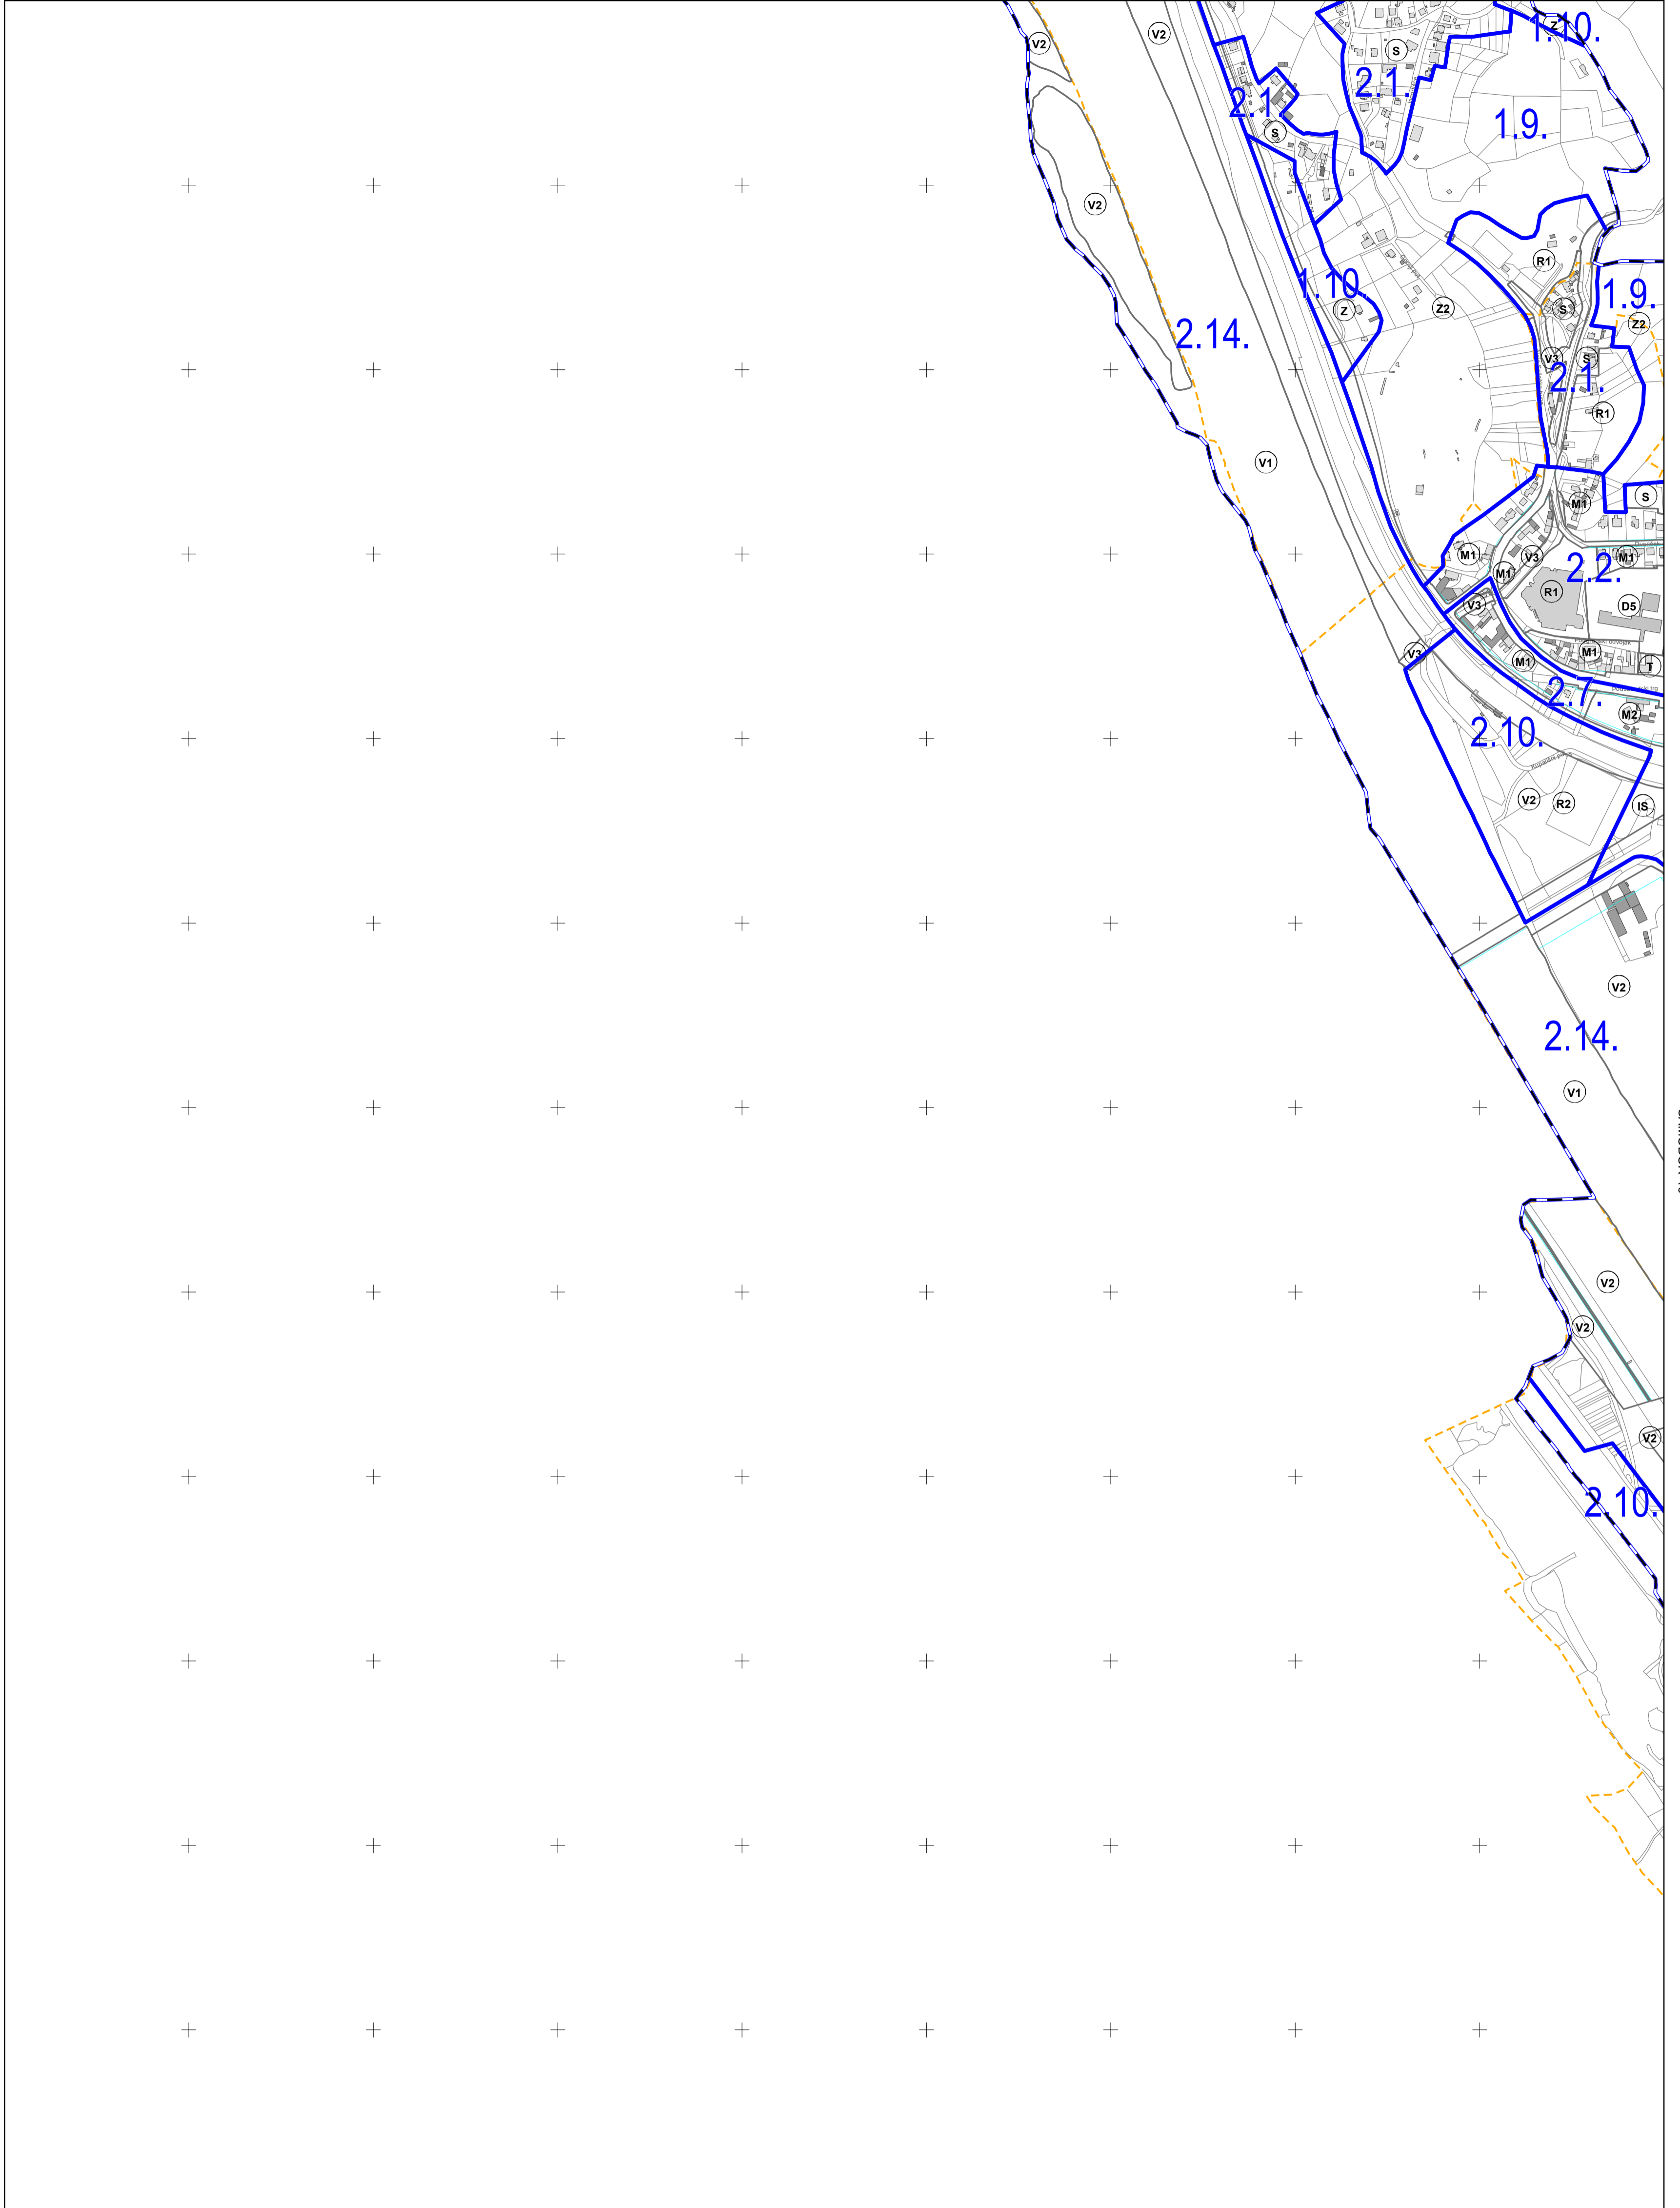 V2
V2
S
Z
1.10.
2.1.
2.1.
S
1.9.
V2
R1
1.10.
Z
Z2
S
1.9.
Z2
2.14.
V3
S
2.1.
R1
V1
M1
S
M1
V3
2.2.
M1
M1
R1
V3
D5
M1
M1
V3
T
2.7.
2.10.
M2
V2
R2
IS
V2
2.14.
V1
V2
V2
V2
2.10.